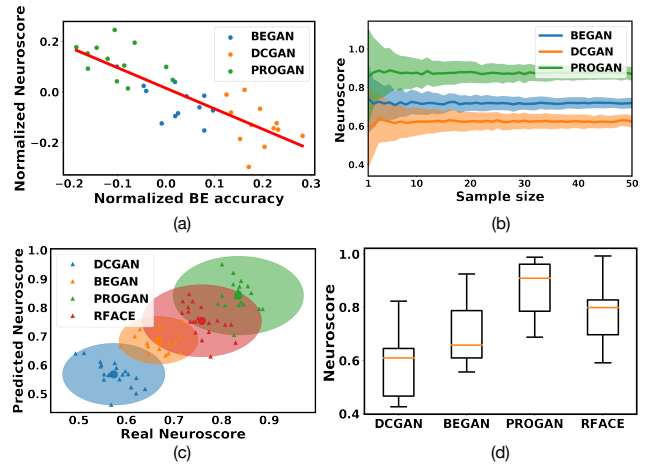 Normalized Neuroscore
0.2
0.0
−0.2
−0.2
−0.1
0.0
0.1
0.2
0.3
Normalized BE accuracy
BEGAN
DCGAN
PROGAN
(a)
Neuroscore
1.0
0.8
0.6
0.4
1
10
20
30
40
50
Sample size
BEGAN
DCGAN
PROGAN
(b)
Predicted Neuroscore
1.0
0.9
0.8
0.7
0.6
0.5
0.5
0.6
0.7
0.8
0.9
Real Neuroscore
DCGAN
BEGAN
PROGAN
RFACE
(c)
Neuroscore
1.0
0.8
0.6
0.4
DCGAN
BEGAN
PROGAN
RFACE
(d)